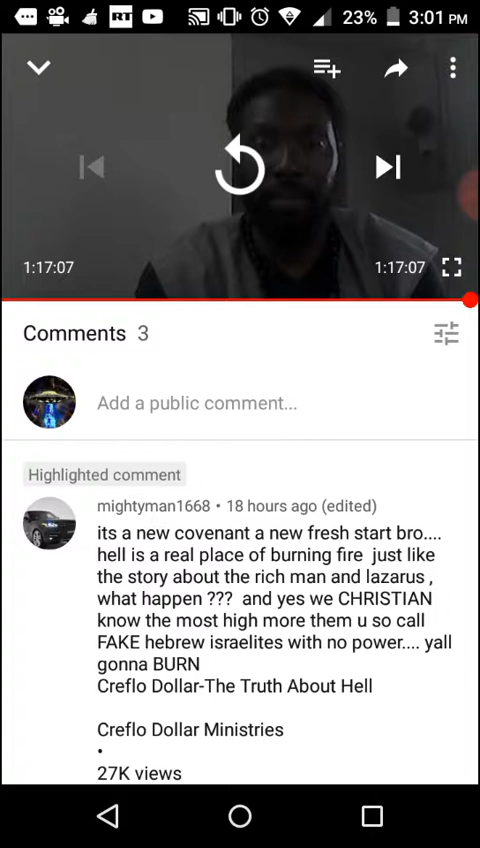 RT
23% 3:01 PM
1:17:07
1:17:07
Comments 3
Add a public comment...
Highlighted comment
mightyman1668 • 18 hours ago (edited)
its a new covenant a new fresh start bro....
hell is a real place of burning fire  just like
the story about the rich man and lazarus ,
what happen ???  and yes we CHRISTIAN
know the most high more them u so call
FAKE hebrew israelites with no power.... yall
gonna BURN
Creflo Dollar-The Truth About Hell
Creflo Dollar Ministries
•
27K views